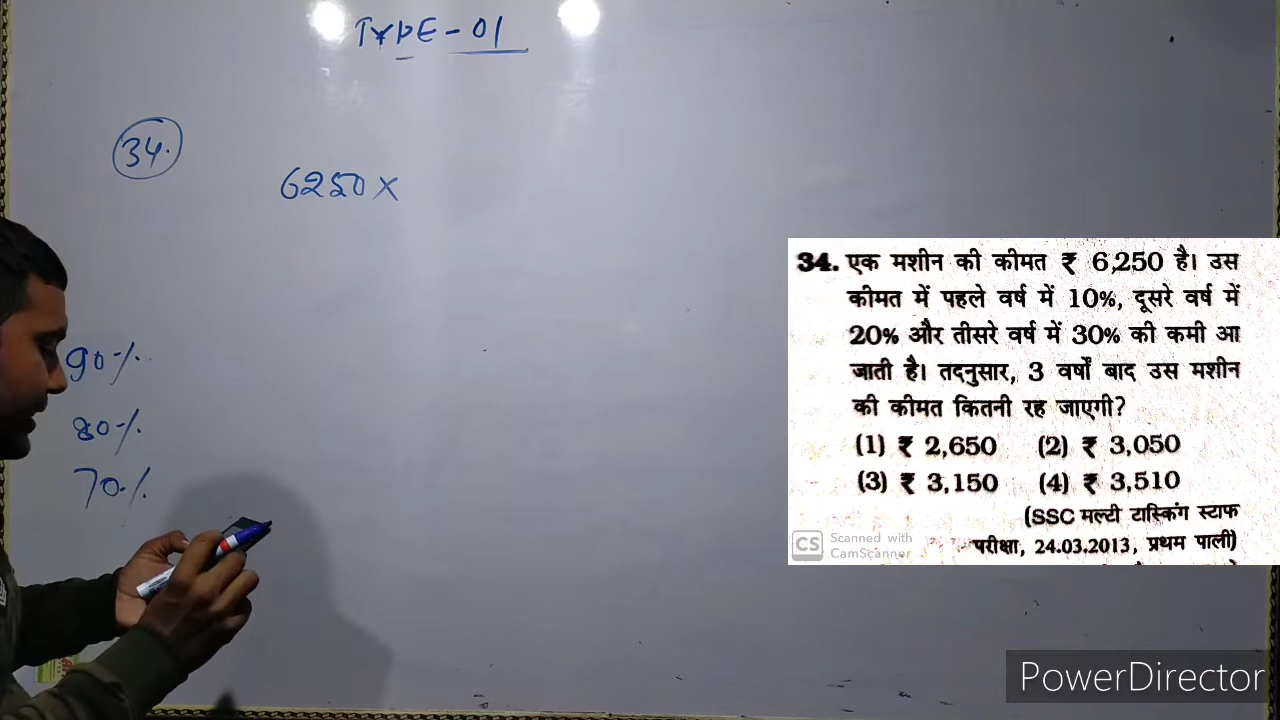 TYPE-01
34.
6250 ×
90%
80%
70%
34. एक मशीन की कीमत ₹ 6,250 है। उस
कीमत में पहले वर्ष में 10%, दूसरे वर्ष में
20% और तीसरे वर्ष में 30% की कमी आ
जाती है। तदनुसार, 3 वर्षों बाद उस मशीन
की कीमत कितनी रह जाएगी?
(1) ₹ 2,650 (2) ₹ 3,050
(3) ₹ 3,150 (4) ₹ 3,510
(SSC मल्टी टास्किंग स्टाफ
परीक्षा, 24.03.2013, प्रथम पाली)
CS Scanned with
CamScanner
PowerDirector